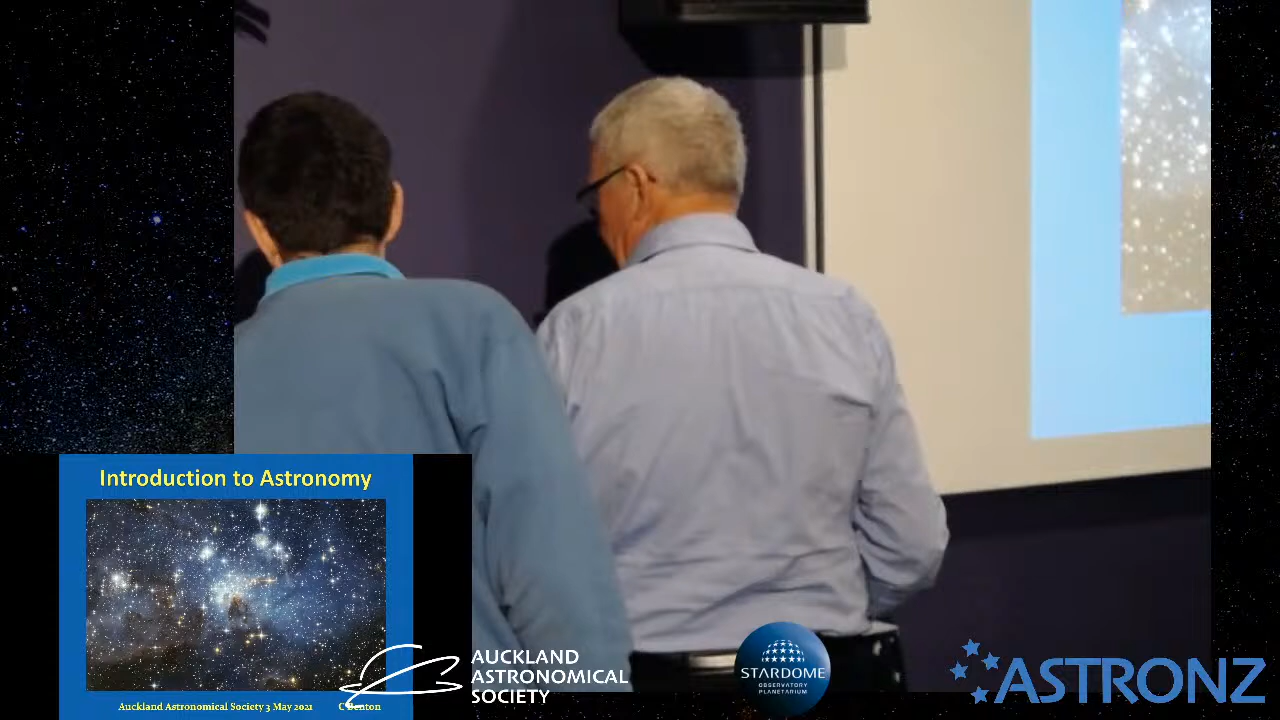 Introduction to Astronomy
Auckland Astronomical Society 3 May 2021
AUCKLAND
ASTRONOMICAL
SOCIETY
STARDOME
OBSERVATORY
PLANETARIUM
ASTRONZ